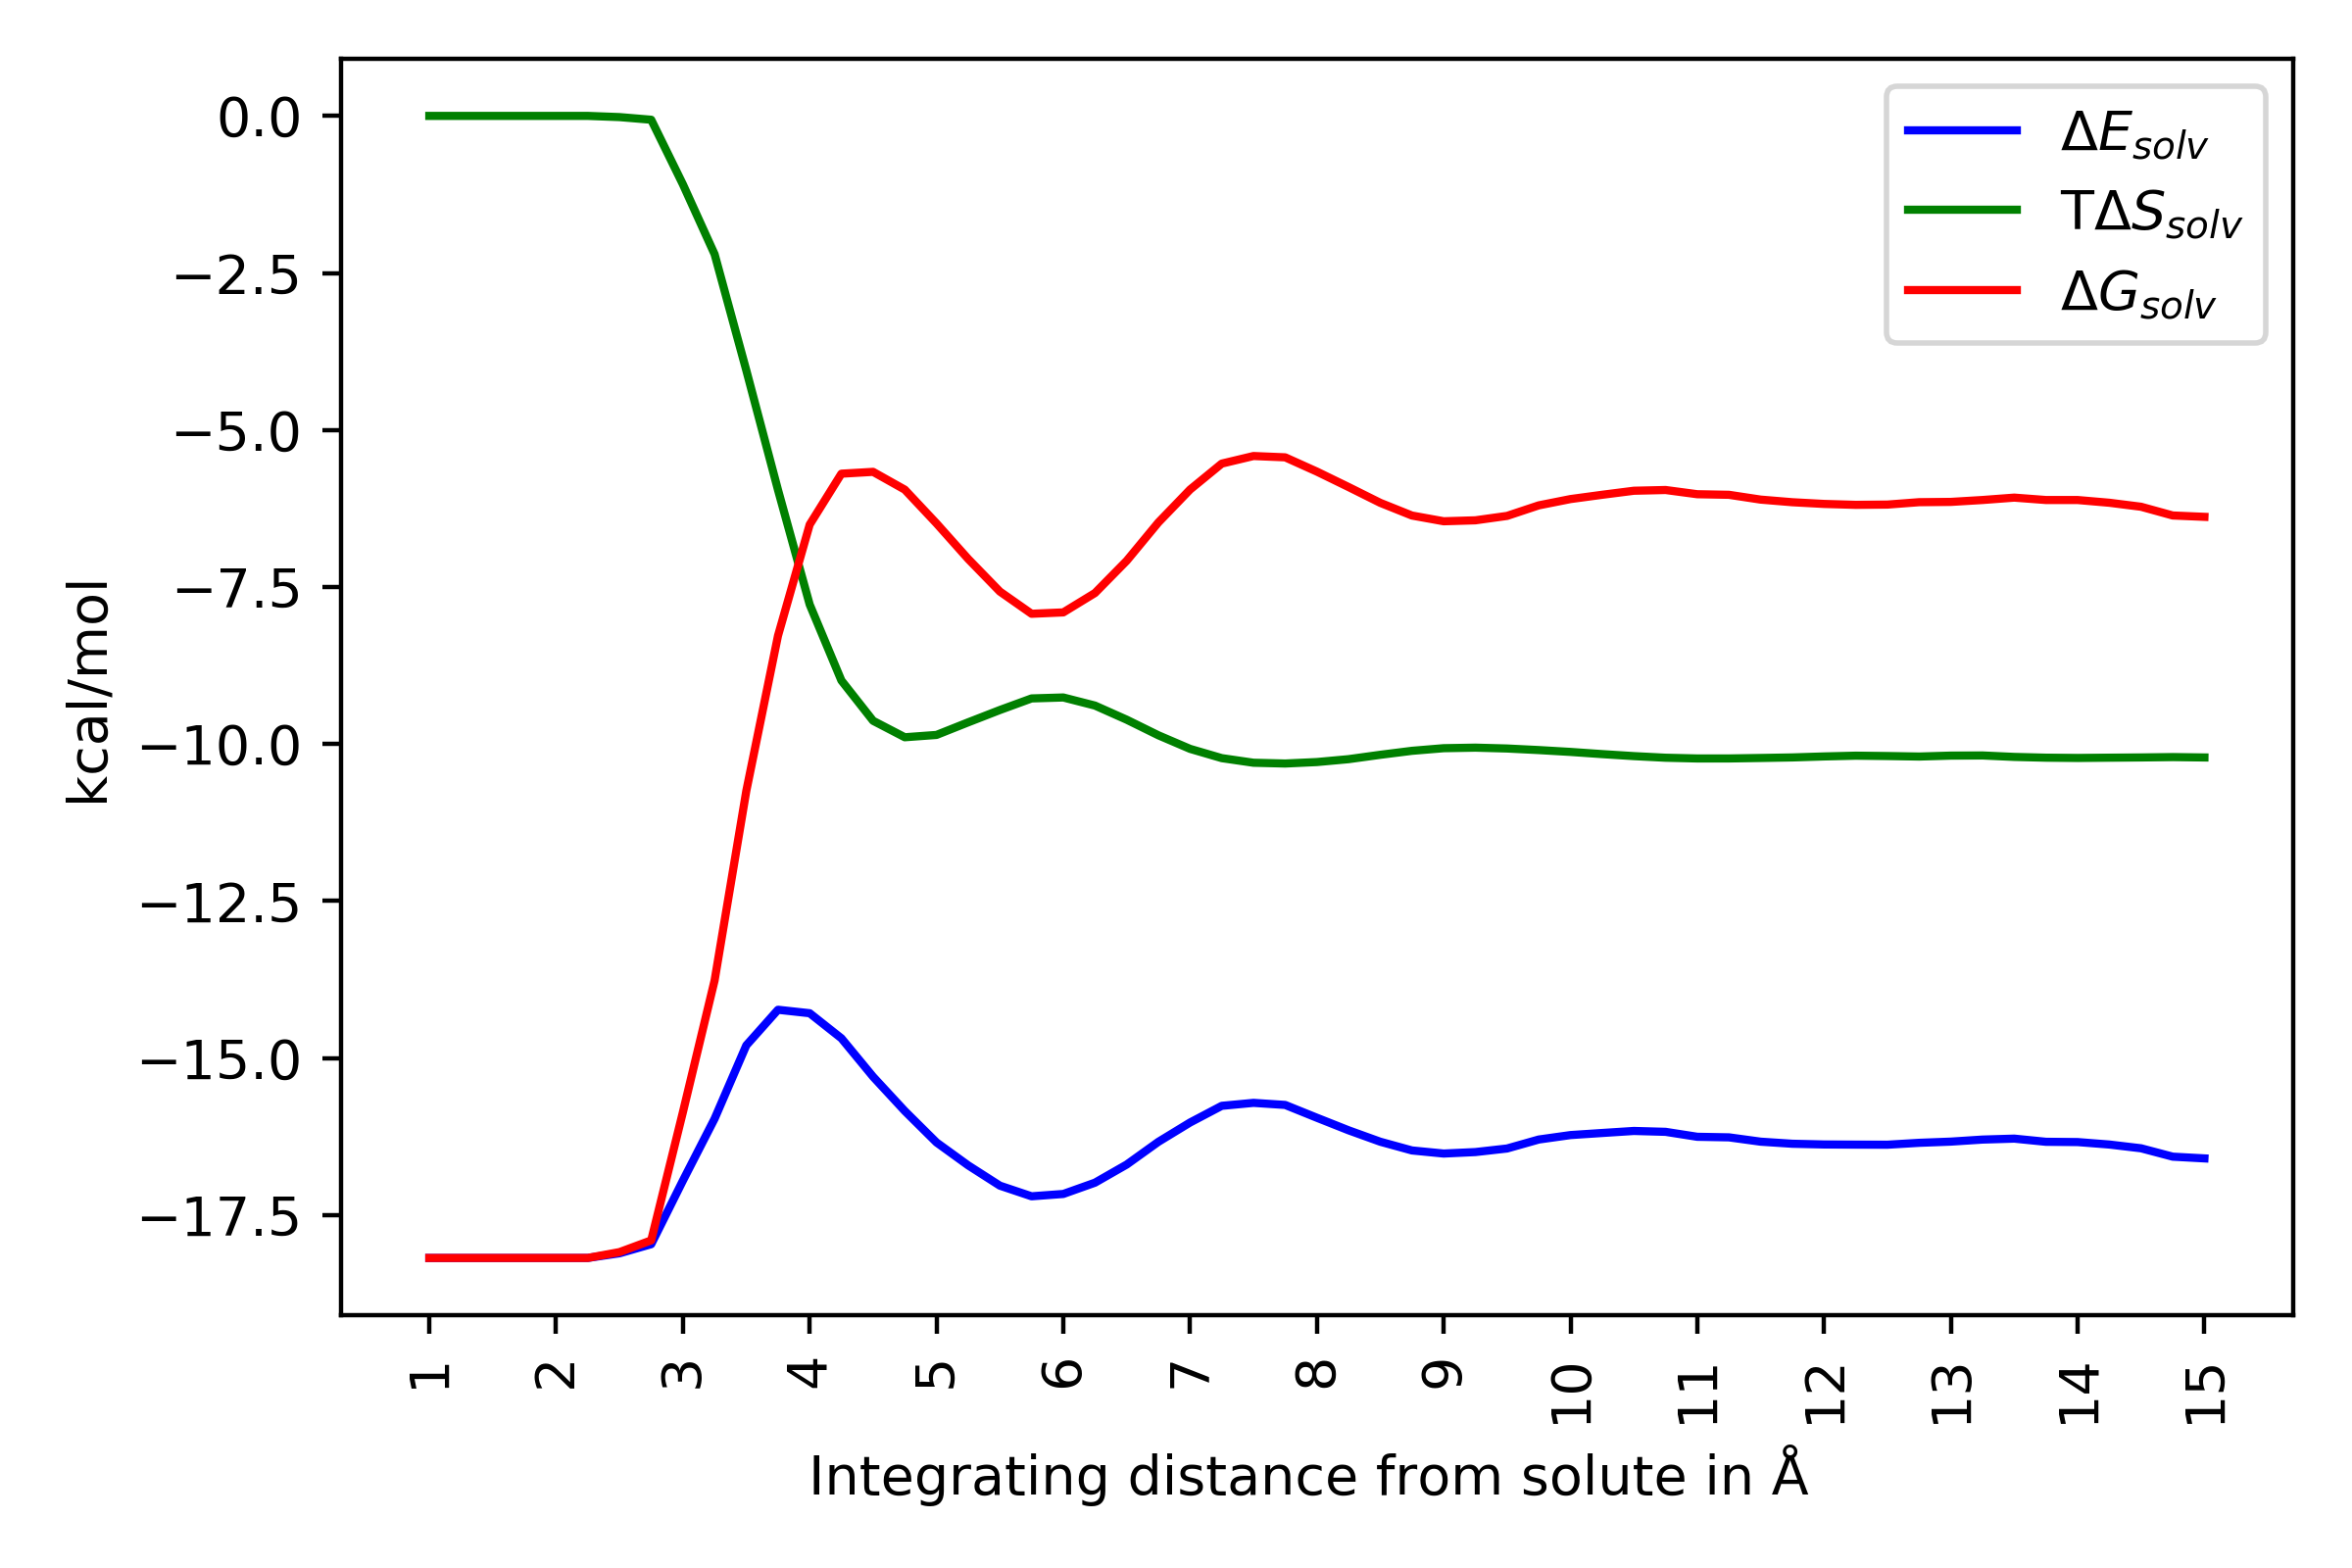 ΔE_solv
TΔS_solv
ΔG_solv
0.0
−2.5
−5.0
−7.5
−10.0
−12.5
−15.0
−17.5
kcal/mol
1 2 3 4 5 6 7 8 9 10 11 12 13 14 15
Integrating distance from solute in Å